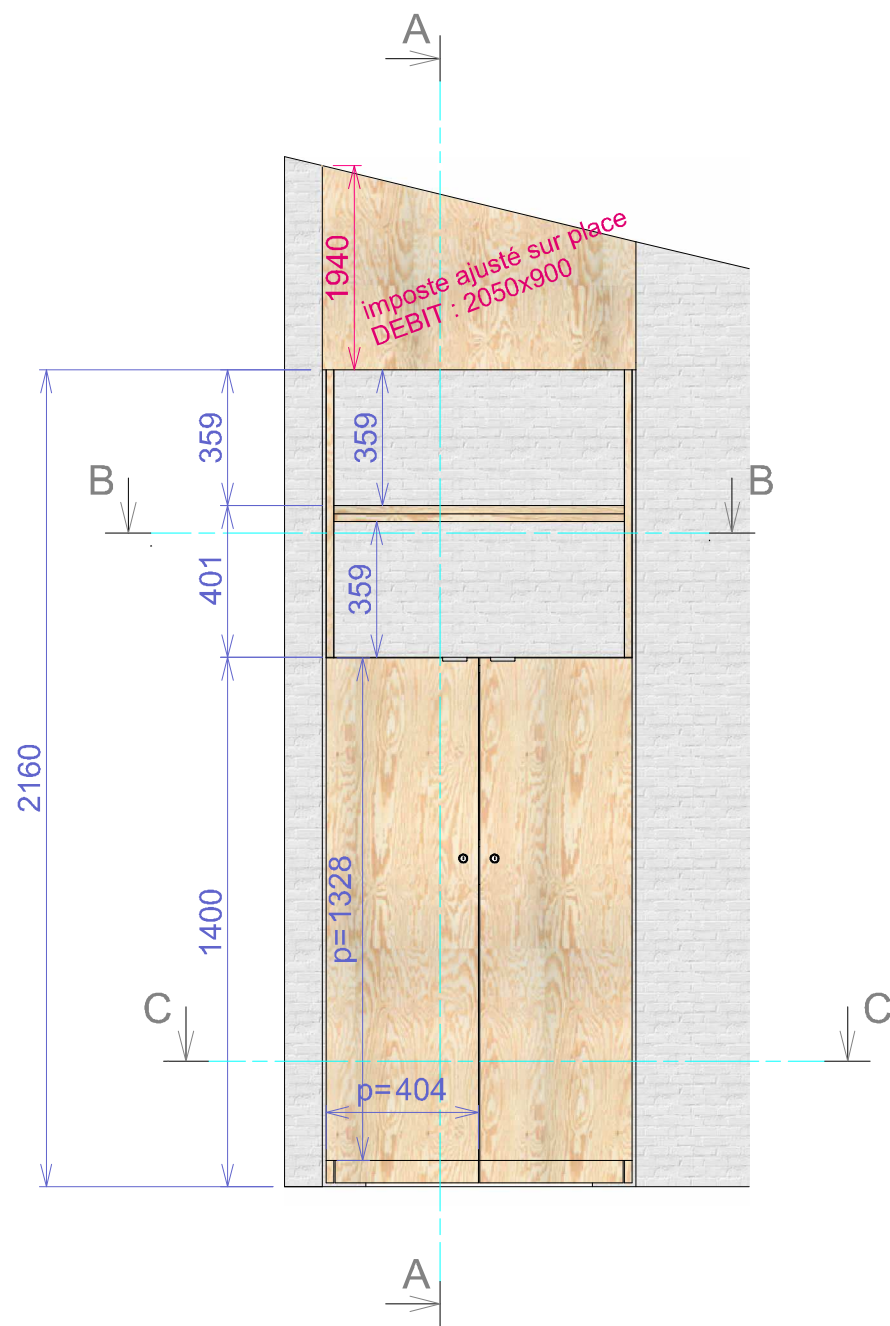 A
1940
imposte ajusté sur place
DEBIT : 2050x900
359
359
B
B
401
359
2160
1400
p=1328
C
C
p=404
A